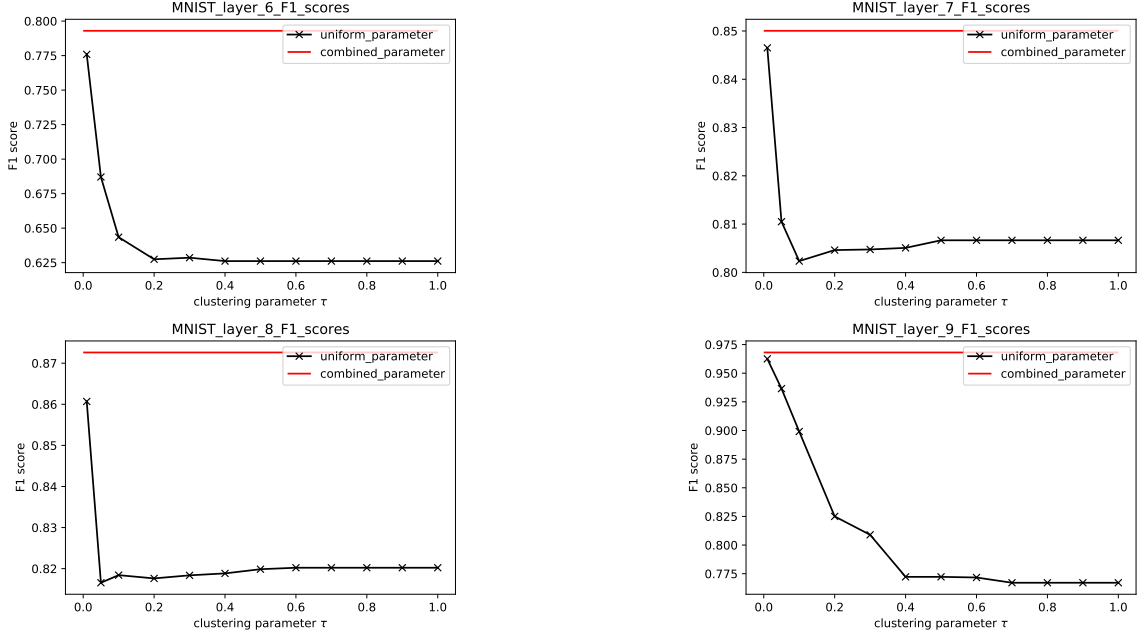 MNIST_layer_6_F1_scores
0.800
0.775
0.750
0.725
0.700
0.675
0.650
0.625
F1 score
0.0 0.2 0.4 0.6 0.8 1.0
clustering parameter τ
uniform_parameter
combined_parameter
MNIST_layer_7_F1_scores
0.85
0.84
0.83
0.82
0.81
0.80
F1 score
0.0 0.2 0.4 0.6 0.8 1.0
clustering parameter τ
uniform_parameter
combined_parameter
MNIST_layer_8_F1_scores
0.87
0.86
0.85
0.84
0.83
0.82
F1 score
0.0 0.2 0.4 0.6 0.8 1.0
clustering parameter τ
uniform_parameter
combined_parameter
MNIST_layer_9_F1_scores
0.975
0.950
0.925
0.900
0.875
0.850
0.825
0.800
0.775
F1 score
0.0 0.2 0.4 0.6 0.8 1.0
clustering parameter τ
uniform_parameter
combined_parameter